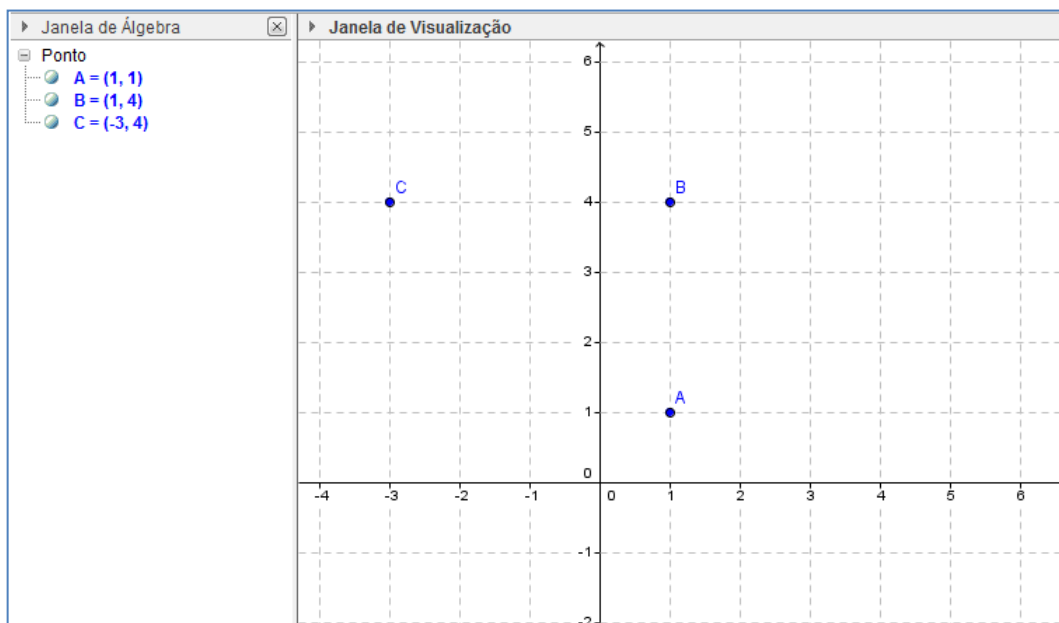 Janela de Álgebra
Ponto
A = (1, 1)
B = (1, 4)
C = (-3, 4)
Janela de Visualização
6
5
C
B
4
3
2
A
1
0
-4 -3 -2 -1 0 1 2 3 4 5 6
-1
-2